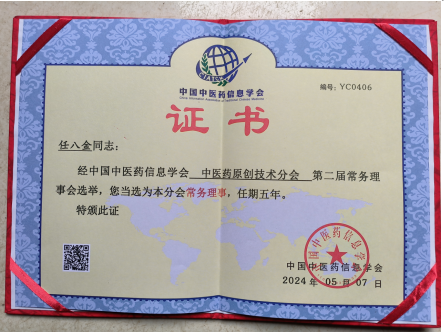 CIATCM
中国中医药信息学会
编号：YC0406
证书
任八金同志：
经中国中医药信息学会 中医药原创技术分会 第二届常务理
事会选举，您当选为本分会常务理事，任期五年。
特颁此证
中国中医药信息学会
中国中医药信息学会
2024 年 05 月 07 日